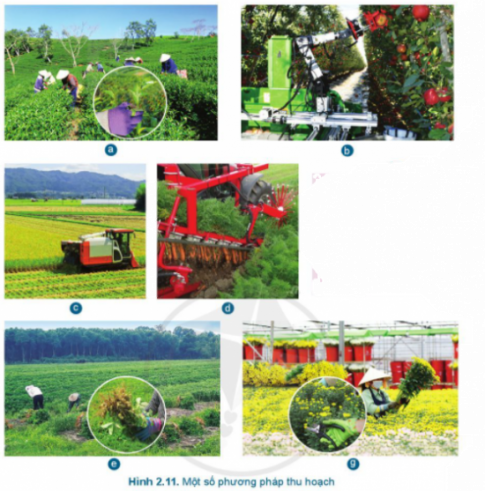 a
b
c
d
e
g
Hình 2.11. Một số phương pháp thu hoạch